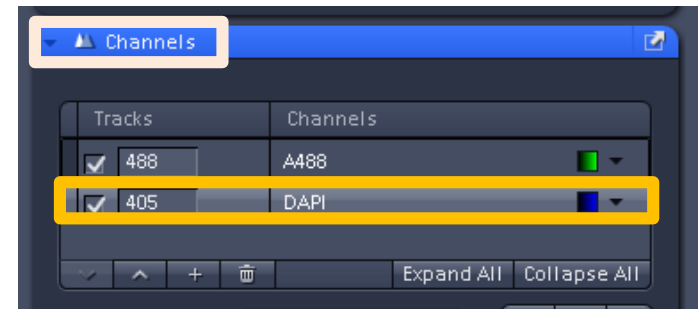 Channels
Tracks Channels
488 A488
405 DAPI
Expand All Collapse All